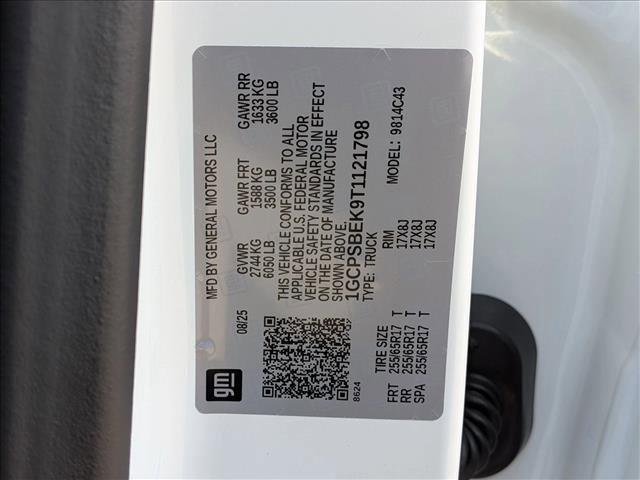 MFD BY GENERAL MOTORS LLC
08/25
GVWR GAWR FRT GAWR RR
2744KG 1588 KG 1633 KG
6050 LB 3500 LB 3600 LB
THIS VEHICLE CONFORMS TO ALL
APPLICABLE U.S. FEDERAL MOTOR
VEHICLE SAFETY STANDARDS IN EFFECT
ON THE DATE OF MANUFACTURE
SHOWN ABOVE.
1GCPSBEK9T1121798
TYPE: TRUCK MODEL: 9814C43
gm
8624
TIRE SIZE RIM
FRT 255/65R17 T 17X8J
RR 255/65R17 T 17X8J
SPA 255/65R17 T 17X8J